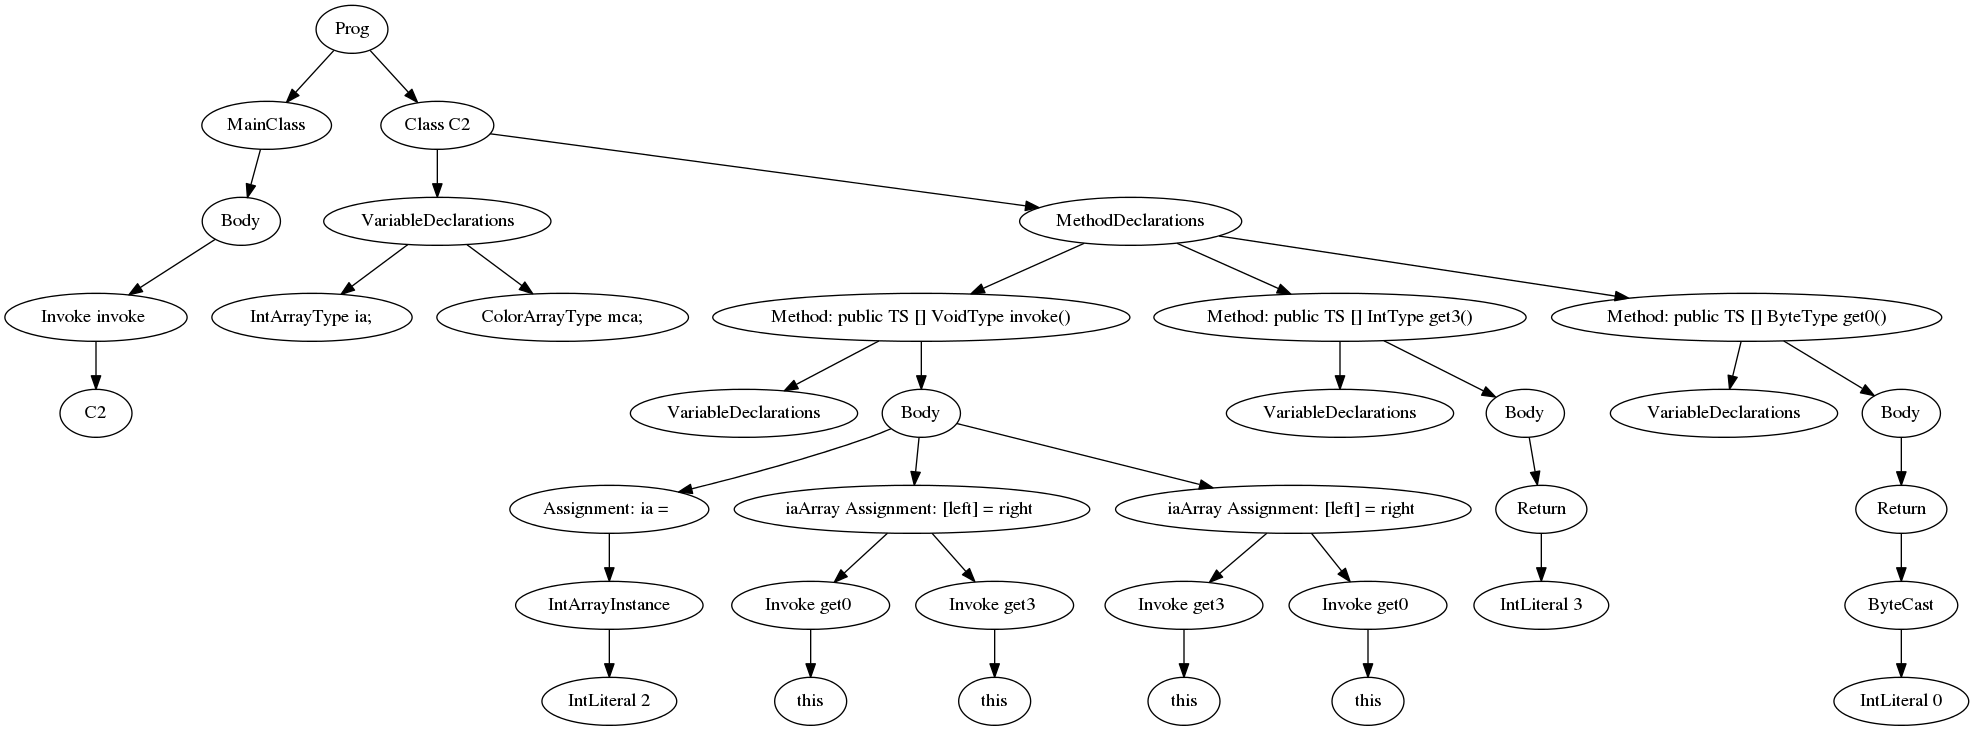 Prog
MainClass
Class C2
Body
VariableDeclarations
MethodDeclarations
Invoke invoke
IntArrayType ia;
ColorArrayType mca;
Method: public TS [] VoidType invoke()
Method: public TS [] IntType get3()
Method: public TS [] ByteType get0()
C2
VariableDeclarations
Body
VariableDeclarations
Body
VariableDeclarations
Body
Assignment: ia =
iaArray Assignment: [left] = right
iaArray Assignment: [left] = right
Return
Return
IntArrayInstance
Invoke get0
Invoke get3
Invoke get3
Invoke get0
IntLiteral 3
ByteCast
IntLiteral 2
this
this
this
this
IntLiteral 0